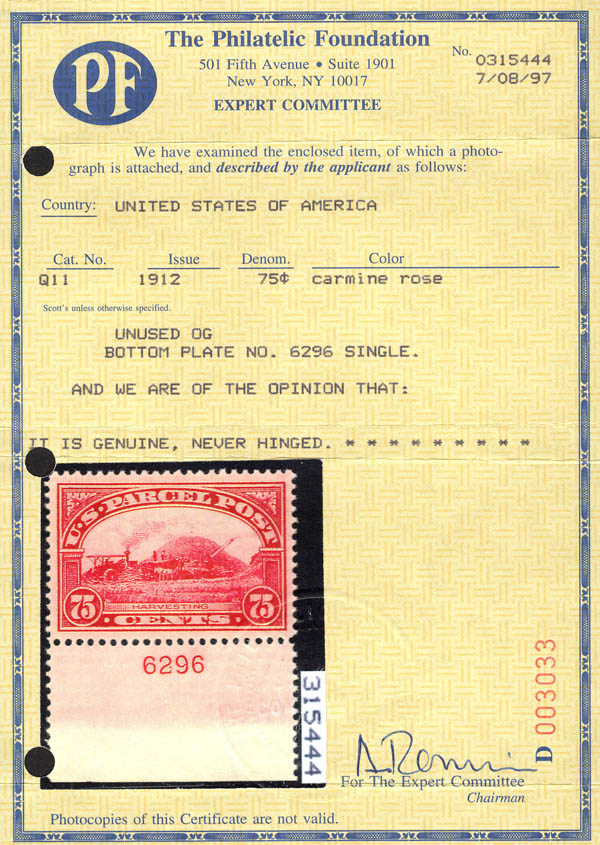 PF
The Philatelic Foundation
501 Fifth Avenue • Suite 1901
New York, NY 10017
EXPERT COMMITTEE
No. 0315444
7/08/97
We have examined the enclosed item, of which a photo-
graph is attached, and described by the applicant as follows:
Country: UNITED STATES OF AMERICA
Cat. No. Issue Denom. Color
Q11 1912 75¢ carmine rose
Scott's unless otherwise specified.
UNUSED OG
BOTTOM PLATE NO. 6296 SINGLE.
AND WE ARE OF THE OPINION THAT:
IT IS GENUINE, NEVER HINGED. * * * * * * * * *
U.S. PARCEL POST
HARVESTING
75 CENTS 75
6296
315444
D 003033
For The Expert Committee
Chairman
Photocopies of this Certificate are not valid.